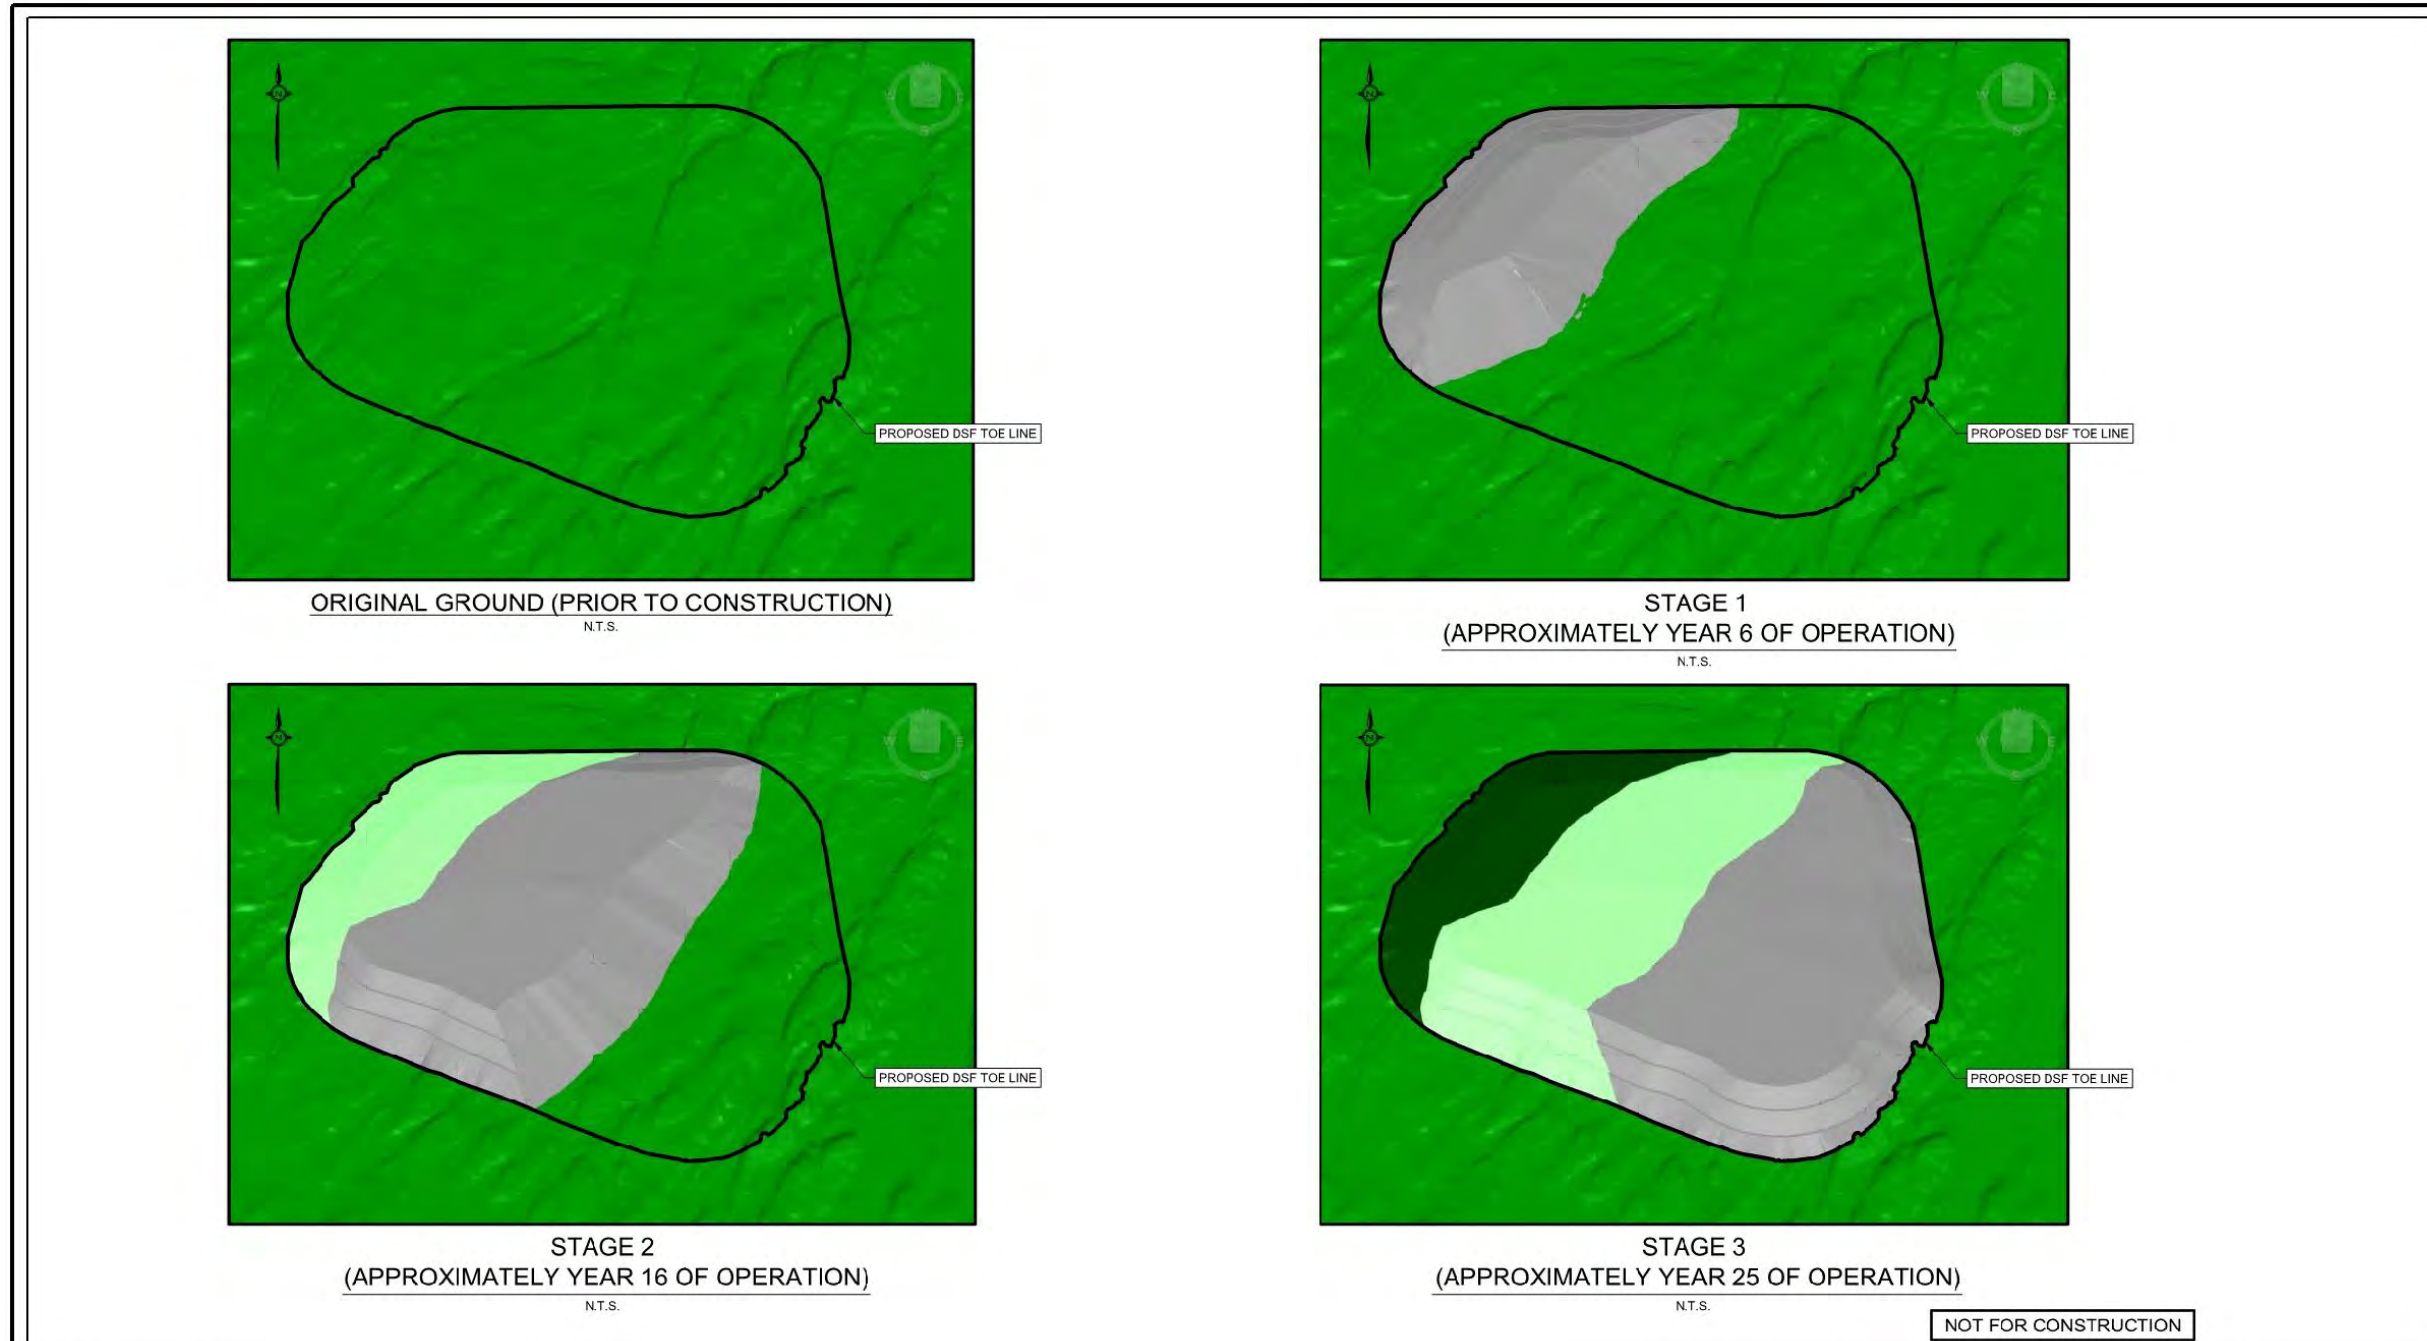 N
N
E
S
PROPOSED DSF TOE LINE
ORIGINAL GROUND (PRIOR TO CONSTRUCTION)
N.T.S.
N
W
E
S
PROPOSED DSF TOE LINE
STAGE 1
(APPROXIMATELY YEAR 6 OF OPERATION)
N.T.S.
N
W
E
S
PROPOSED DSF TOE LINE
STAGE 2
(APPROXIMATELY YEAR 16 OF OPERATION)
N.T.S.
N
W
E
S
PROPOSED DSF TOE LINE
STAGE 3
(APPROXIMATELY YEAR 25 OF OPERATION)
N.T.S.
NOT FOR CONSTRUCTION